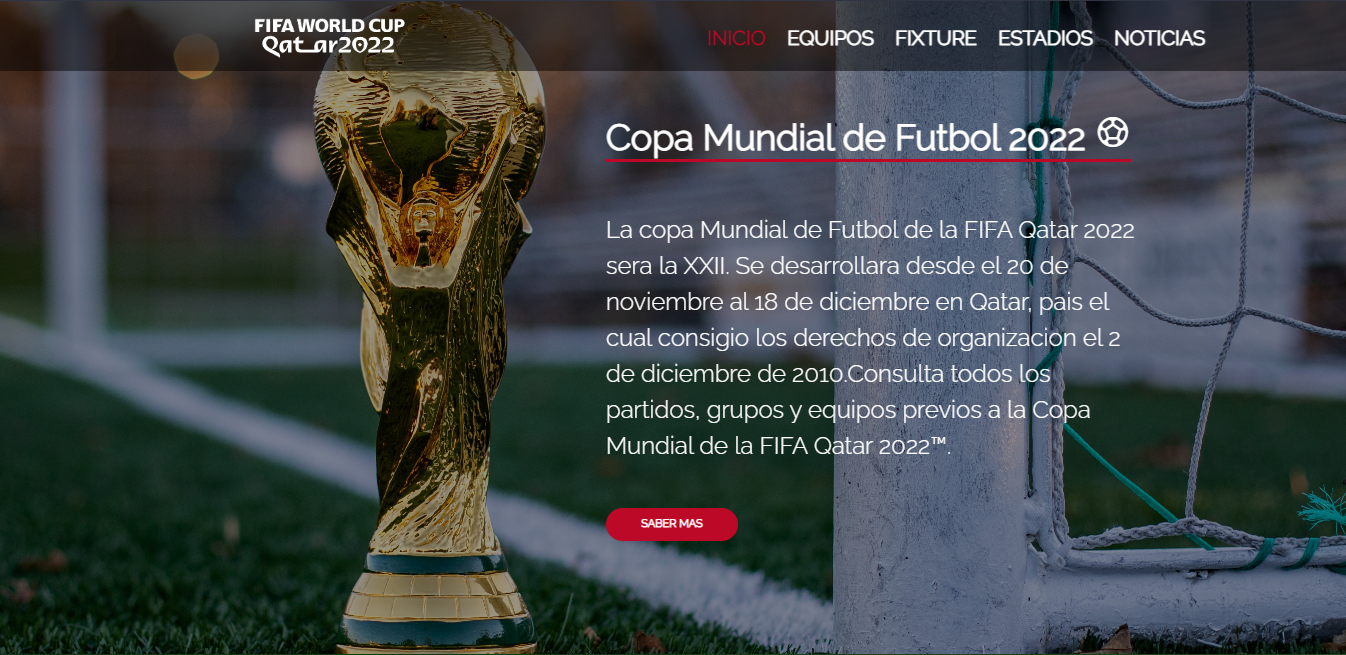 FIFA WORLD CUP
Qatar2022
INICIO EQUIPOS FIXTURE ESTADIOS NOTICIAS
Copa Mundial de Futbol 2022
La copa Mundial de Futbol de la FIFA Qatar 2022
sera la XXII. Se desarrollara desde el 20 de
noviembre al 18 de diciembre en Qatar, pais el
cual consigio los derechos de organizacion el 2
de diciembre de 2010.Consulta todos los
partidos, grupos y equipos previos a la Copa
Mundial de la FIFA Qatar 2022™.
SABER MAS